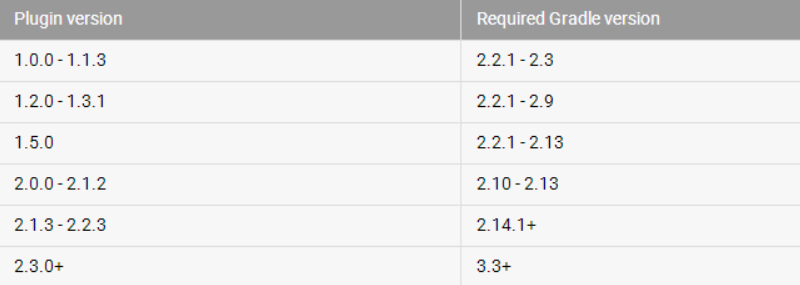 Plugin version Required Gradle version
1.0.0 - 1.1.3 2.2.1 - 2.3
1.2.0 - 1.3.1 2.2.1 - 2.9
1.5.0 2.2.1 - 2.13
2.0.0 - 2.1.2 2.10 - 2.13
2.1.3 - 2.2.3 2.14.1+
2.3.0+ 3.3+